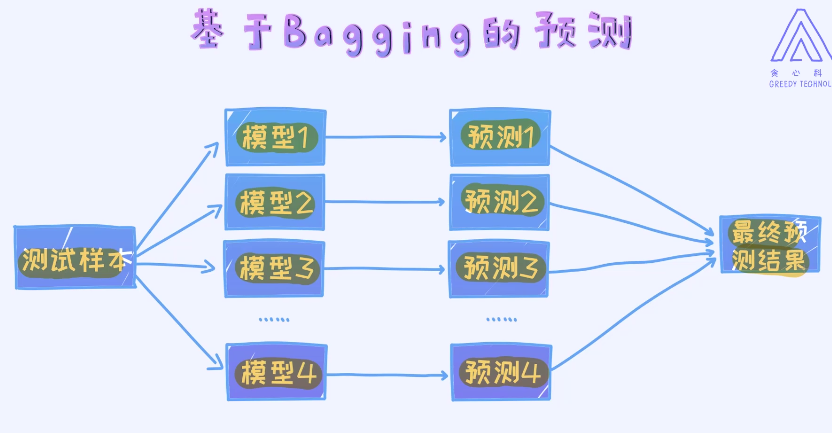 基于Bagging的预测
贪心科
GREEDY TECHNOL
模型1
预测1
模型2
预测2
测试样本
最终预
测结果
模型3
预测3
......
......
模型4
预测4